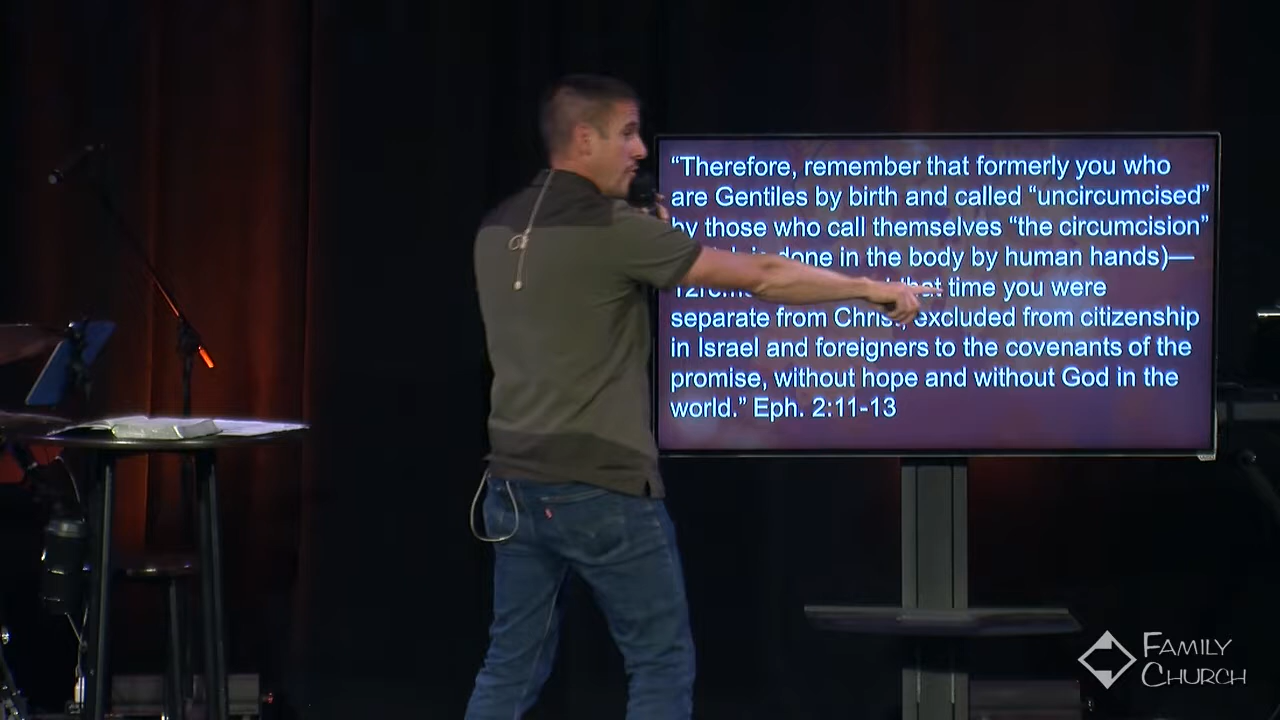 “Therefore, remember that formerly you who
are Gentiles by birth and called “uncircumcised”
by those who call themselves “the circumcision”
done in the body by human hands)—
that time you were
separate from Christ, excluded from citizenship
in Israel and foreigners to the covenants of the
promise, without hope and without God in the
world.” Eph. 2:11-13
FAMILY
CHURCH